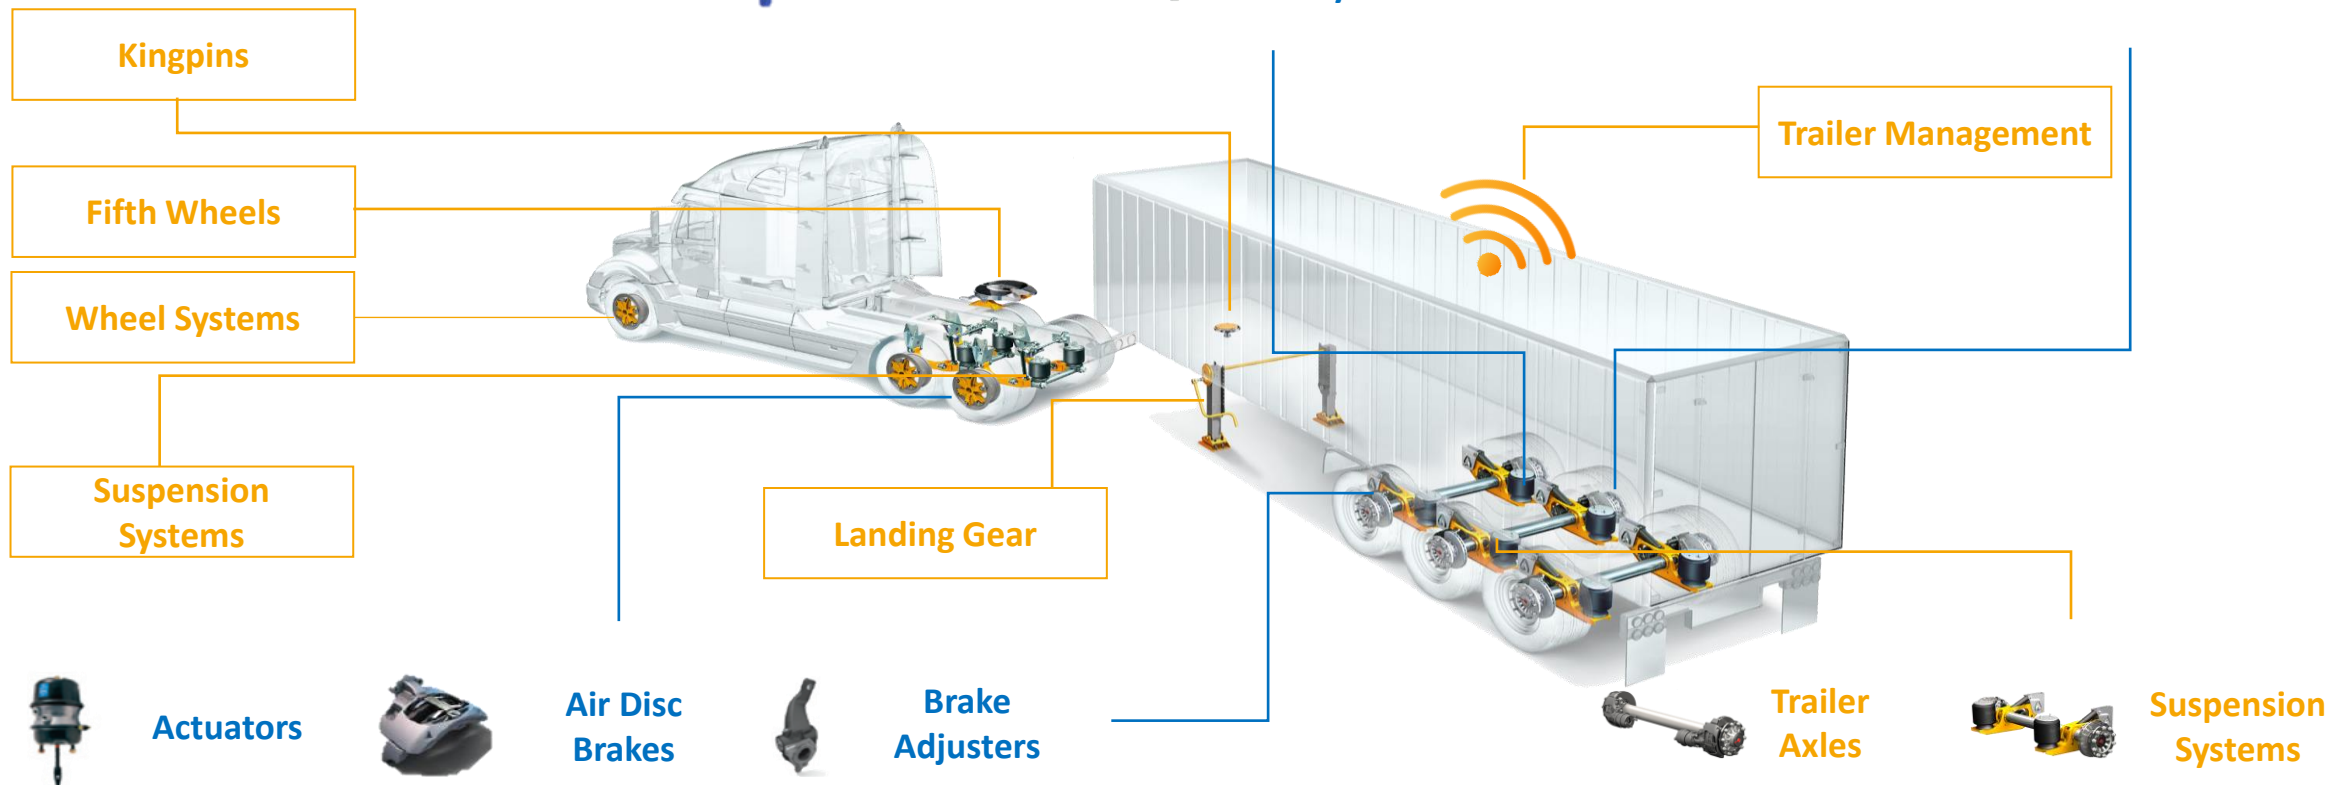 Kingpins
Trailer Management
Fifth Wheels
Wheel Systems
Suspension
Systems
Landing Gear
Actuators
Air Disc
Brakes
Brake
Adjusters
Trailer
Axles
Suspension
Systems